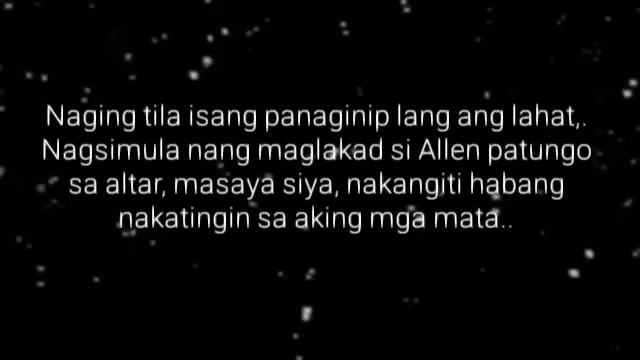 Naging tila isang panaginip lang ang lahat,.
Nagsimula nang maglakad si Allen patungo
sa altar, masaya siya, nakangiti habang
nakatingin sa aking mga mata..